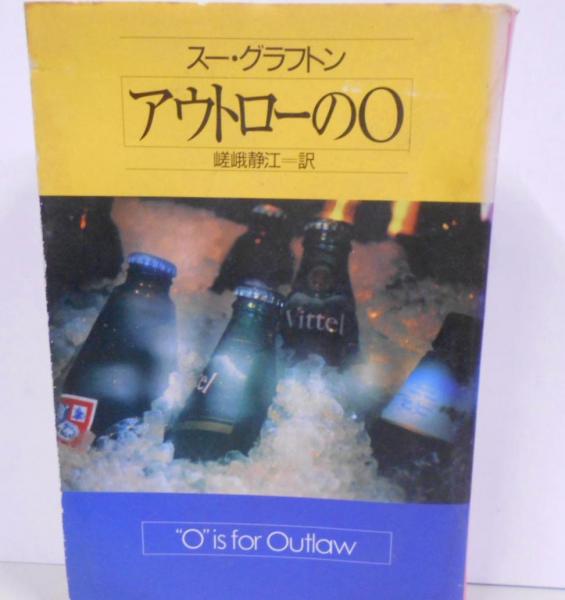 スー・グラフトン
アウトローのO
嵯峨静江=訳
Vittel
"O" is for Outlaw